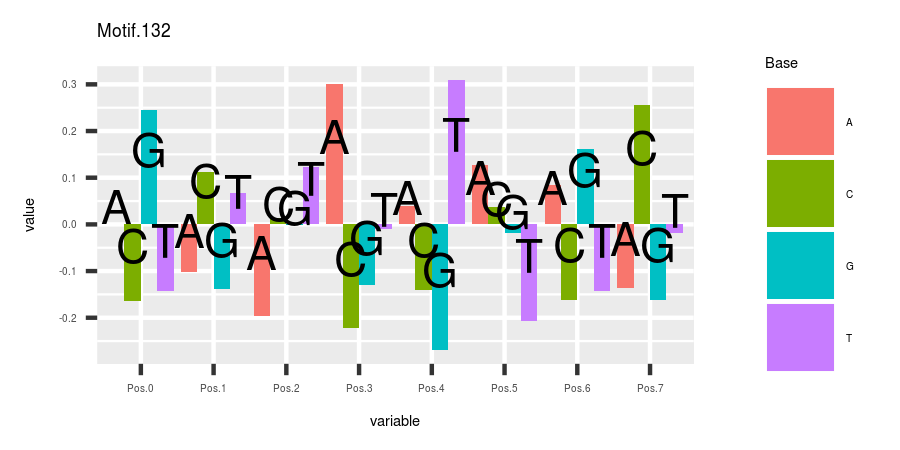 Motif.132
value
0.3
0.2
0.1
0.0
-0.1
-0.2
A C G T A C G T A C G T A C G T A C G T A C G T A C G T A C G T
Pos.0 Pos.1 Pos.2 Pos.3 Pos.4 Pos.5 Pos.6 Pos.7
variable
Base
A
C
G
T